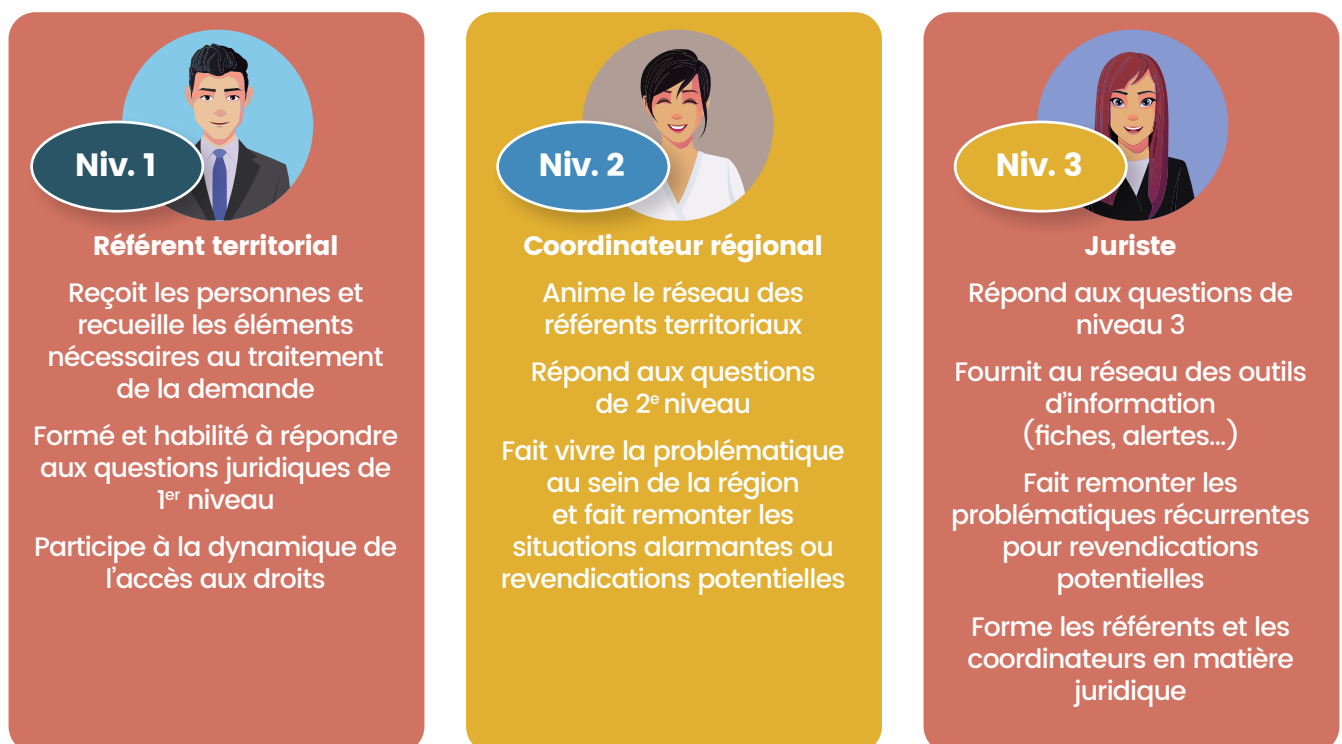 Niv. 1
Référent territorial
Reçoit les personnes et
recueille les éléments
nécessaires au traitement
de la demande
Formé et habilité à répondre
aux questions juridiques de
1er niveau
Participe à la dynamique de
l’accès aux droits
Niv. 2
Coordinateur régional
Anime le réseau des
référents territoriaux
Répond aux questions
de 2e niveau
Fait vivre la problématique
au sein de la région
et fait remonter les
situations alarmantes ou
revendications potentielles
Niv. 3
Juriste
Répond aux questions de
niveau 3
Fournit au réseau des outils
d’information
(fiches, alertes...)
Fait remonter les
problématiques récurrentes
pour revendications
potentielles
Forme les référents et les
coordinateurs en matière
juridique